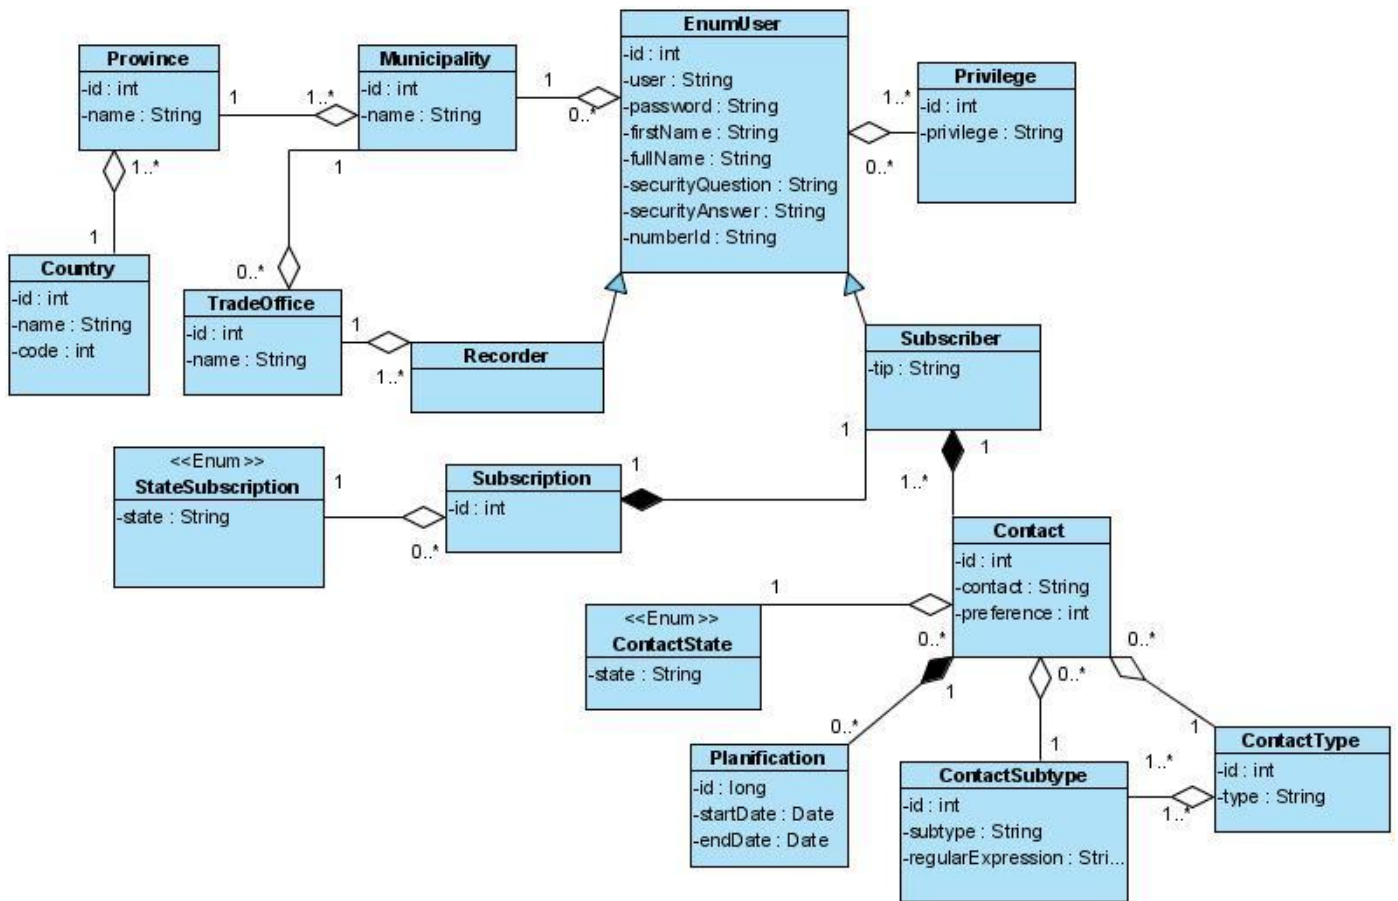 EnumUser
-id : int
-user : String
-password : String
-firstName : String
-fullName : String
-securityQuestion : String
-securityAnswer : String
-numberId : String
Province
-id : int
-name : String
1
1..*
Municipality
-id : int
-name : String
1
0..*
Privilege
-id : int
-privilege : String
1..*
0..*
1..*
1
1
0..*
Country
-id : int
-name : String
-code : int
TradeOffice
-id : int
-name : String
1
1..*
Recorder
Subscriber
-tip : String
1
1
1..*
<<Enum>>
StateSubscription
-state : String
1
0..*
Subscription
-id : int
1
Contact
-id : int
-contact : String
-preference : int
<<Enum>>
ContactState
-state : String
1
0..*
1
0..*
0..*
1
0..*
1
Planification
-id : long
-startDate : Date
-endDate : Date
ContactSubtype
-id : int
-subtype : String
-regularExpression : Stri...
1..*
1..*
ContactType
-id : int
-type : String